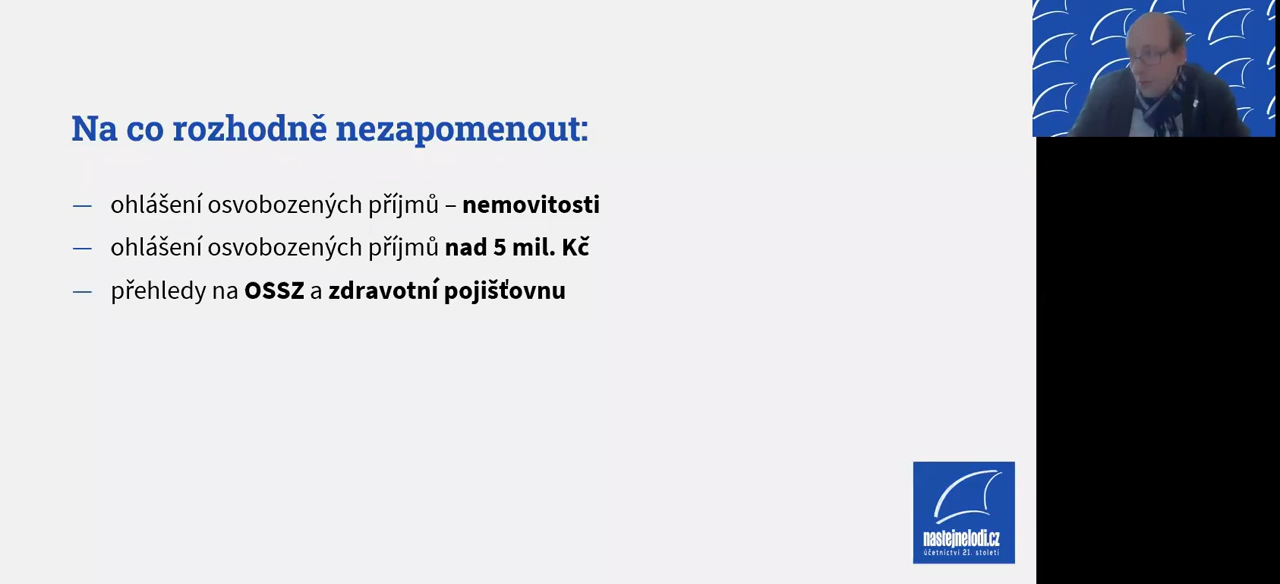 Na co rozhodně nezapomenout:
— ohlášení osvobozených příjmů – nemovitosti
— ohlášení osvobozených příjmů nad 5 mil. Kč
— přehledy na OSSZ a zdravotní pojišťovnu
nastejnelodi.cz
účetnictví 21. století